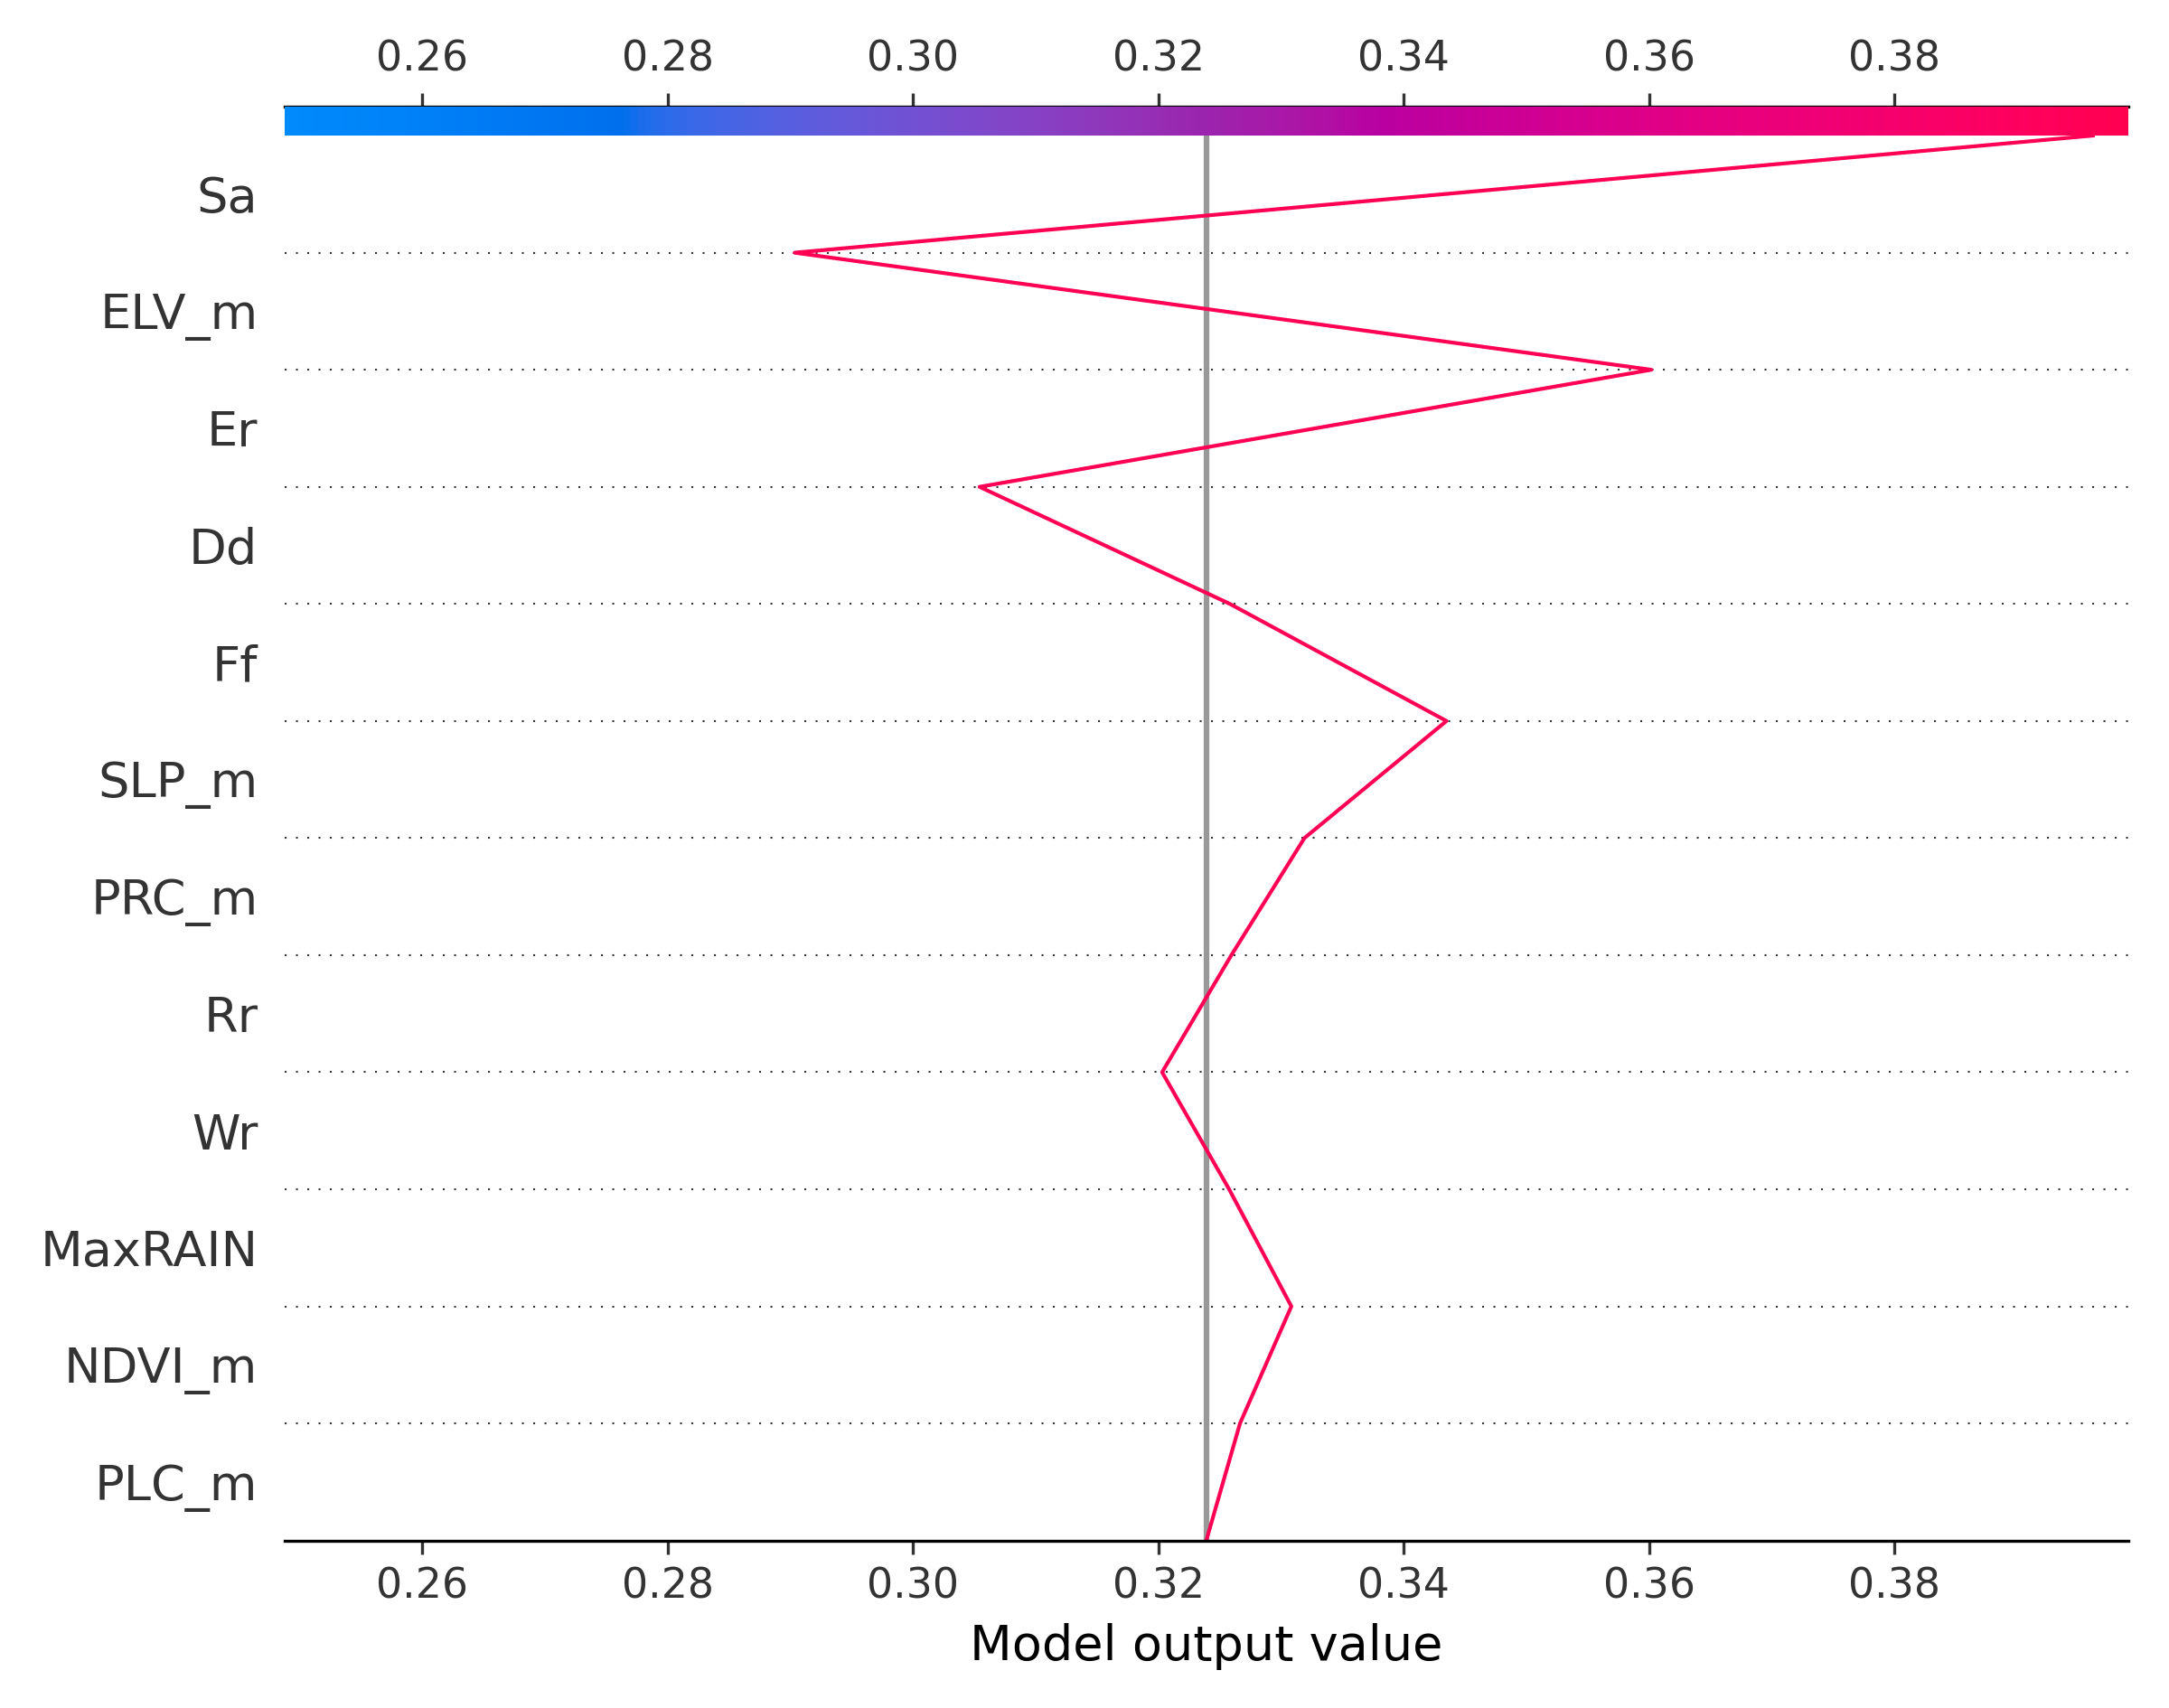 0.26 0.28 0.30 0.32 0.34 0.36 0.38
Sa
ELV_m
Er
Dd
Ff
SLP_m
PRC_m
Rr
Wr
MaxRAIN
NDVI_m
PLC_m
0.26 0.28 0.30 0.32 0.34 0.36 0.38
Model output value